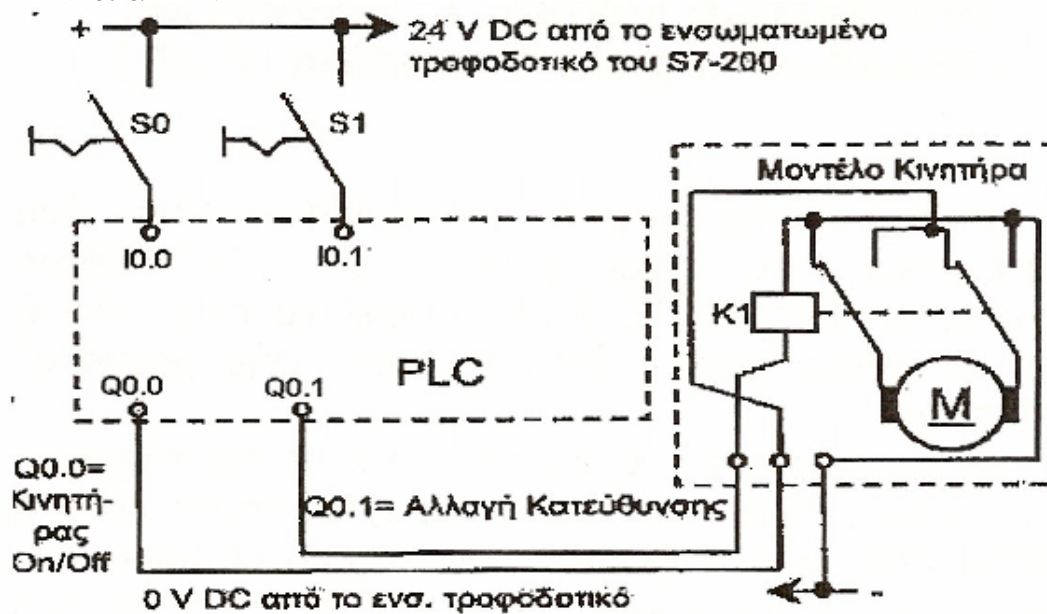 + 24 V DC από το ενσωματωμένο
τροφοδοτικό του S7-200
S0
S1
Μοντέλο Κινητήρα
I0.0
I0.1
K1
PLC
Q0.0
Q0.1
M
Q0.0=
Κινητή-
ρας
On/Off
Q0.1= Αλλαγή Κατεύθυνσης
-
0 V DC από το ενσ. τροφοδοτικό